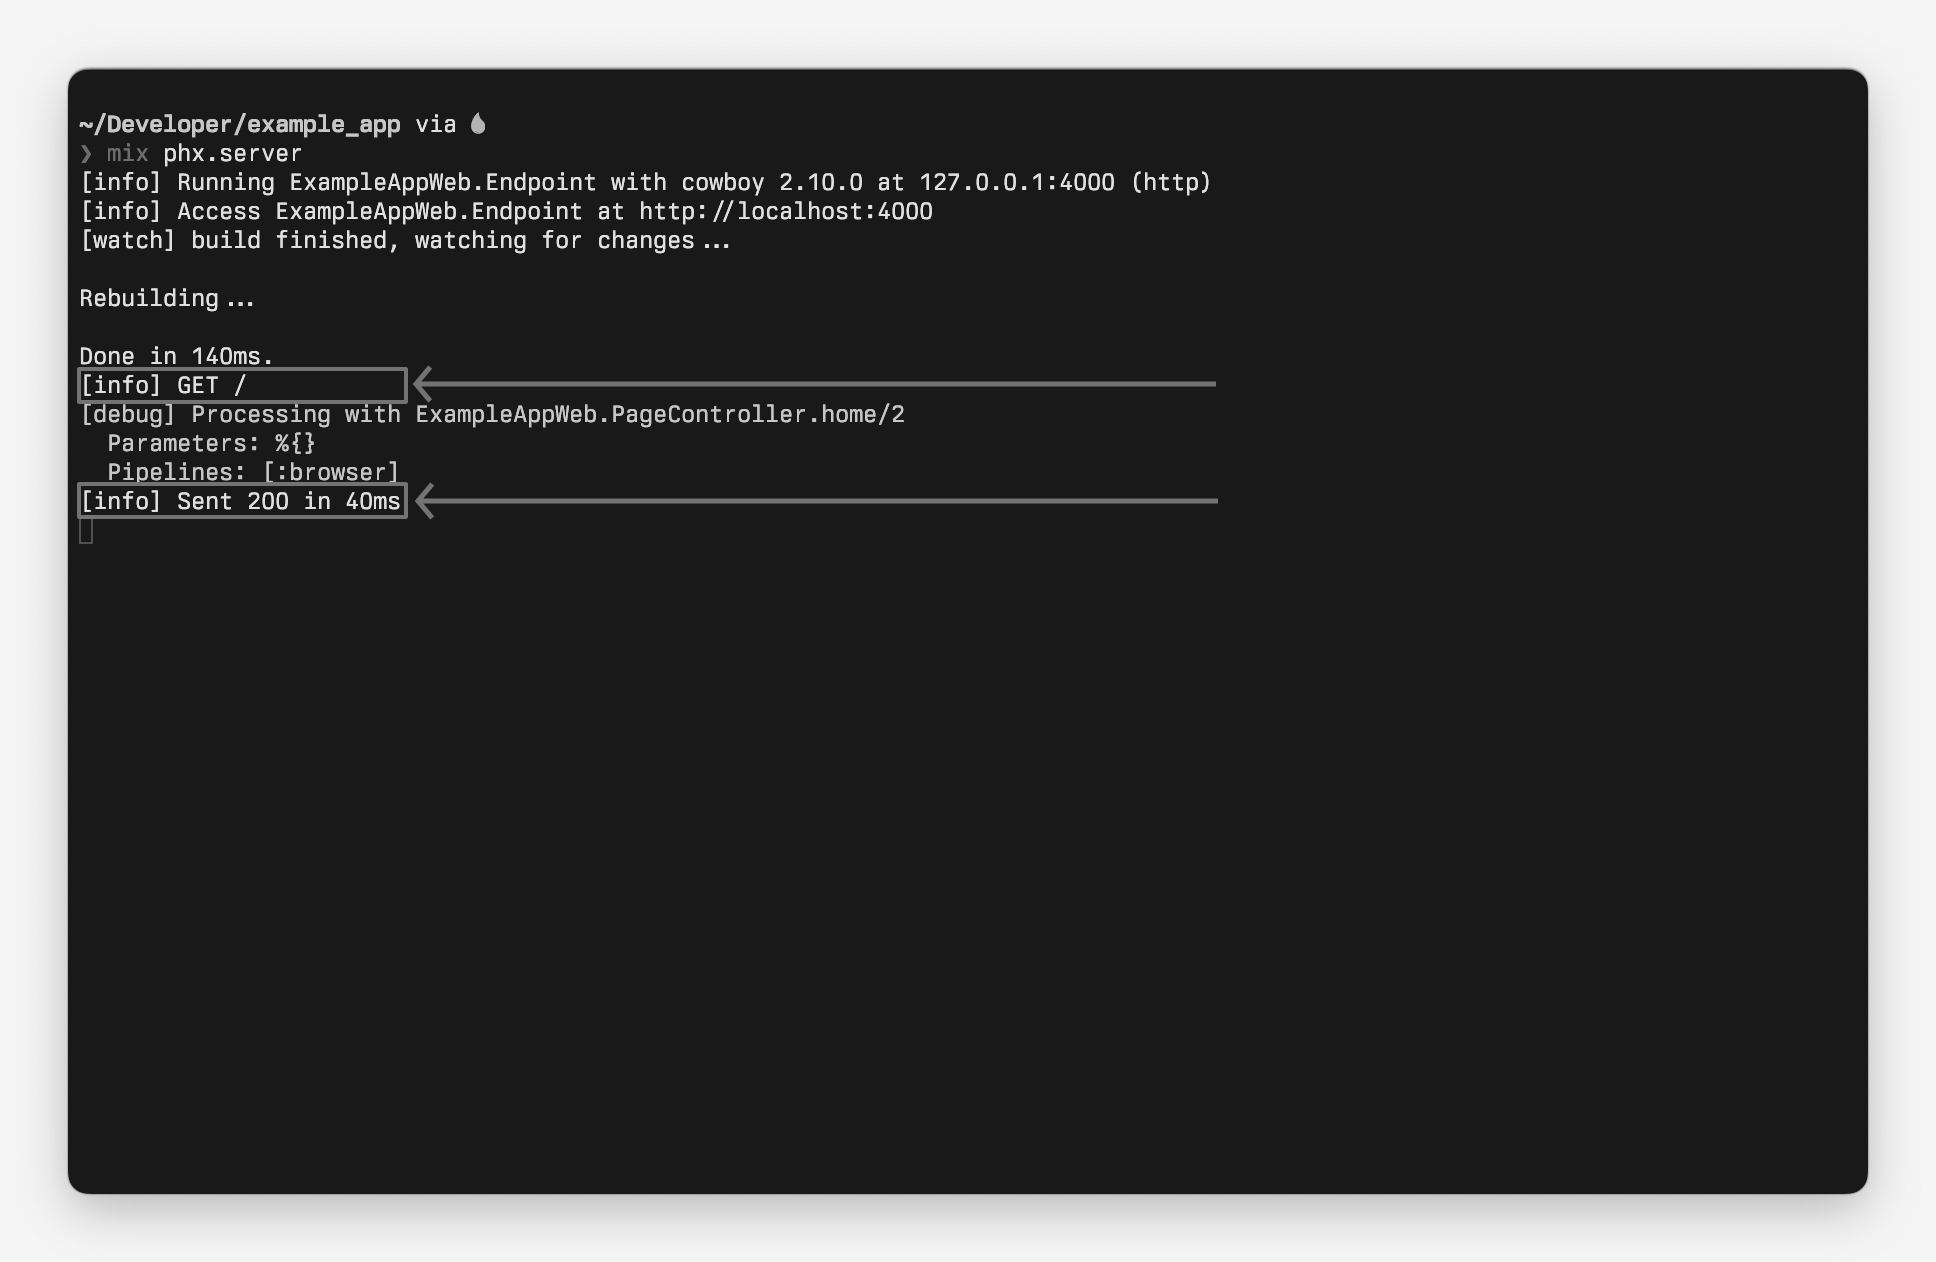 ~/Developer/example_app via
❯ mix phx.server
[info] Running ExampleAppWeb.Endpoint with cowboy 2.10.0 at 127.0.0.1:4000 (http)
[info] Access ExampleAppWeb.Endpoint at http://localhost:4000
[watch] build finished, watching for changes...
Rebuilding...
Done in 140ms.
[info] GET /
[debug] Processing with ExampleAppWeb.PageController.home/2
  Parameters: %{}
  Pipelines: [:browser]
[info] Sent 200 in 40ms